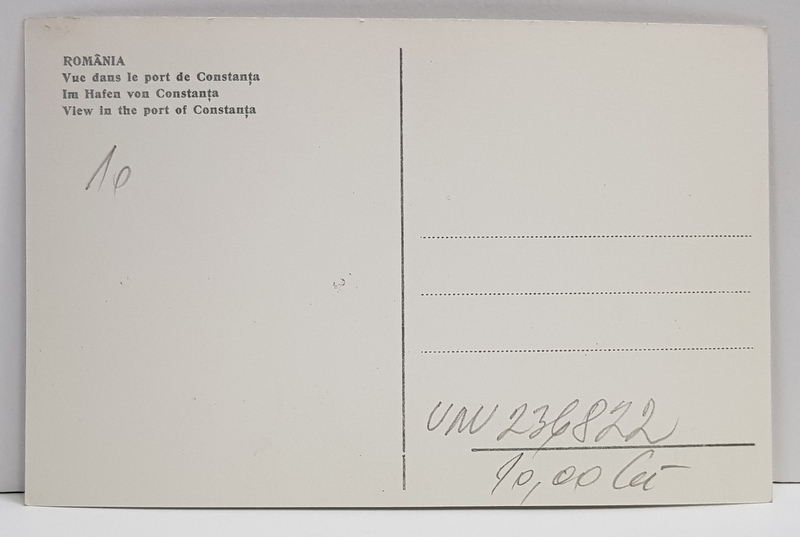 ROMÂNIA
Vue dans le port de Constanța
Im Hafen von Constanța
View in the port of Constanța
10
236822
10,00 Lei